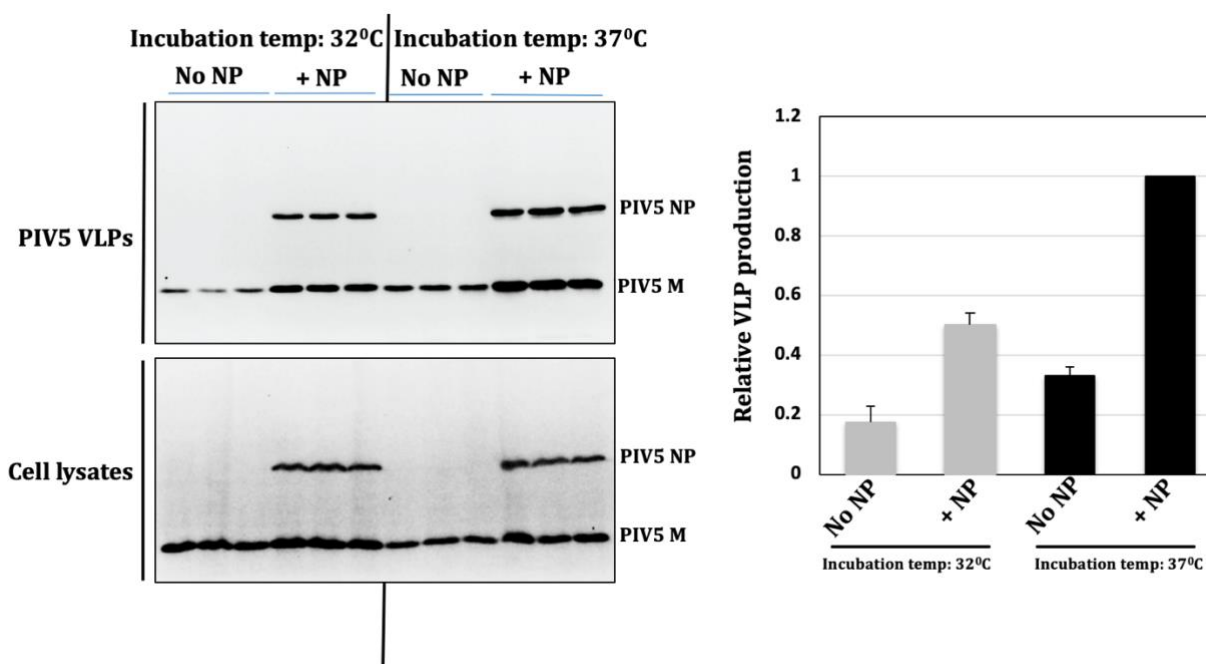 Incubation temp: 32⁰C
Incubation temp: 37⁰C
No NP
+ NP
No NP
+ NP
PIV5 VLPs
PIV5 NP
PIV5 M
Cell lysates
PIV5 NP
PIV5 M
Relative VLP production
1.2
1
0.8
0.6
0.4
0.2
0
No NP
+ NP
No NP
+ NP
Incubation temp: 32⁰C
Incubation temp: 37⁰C